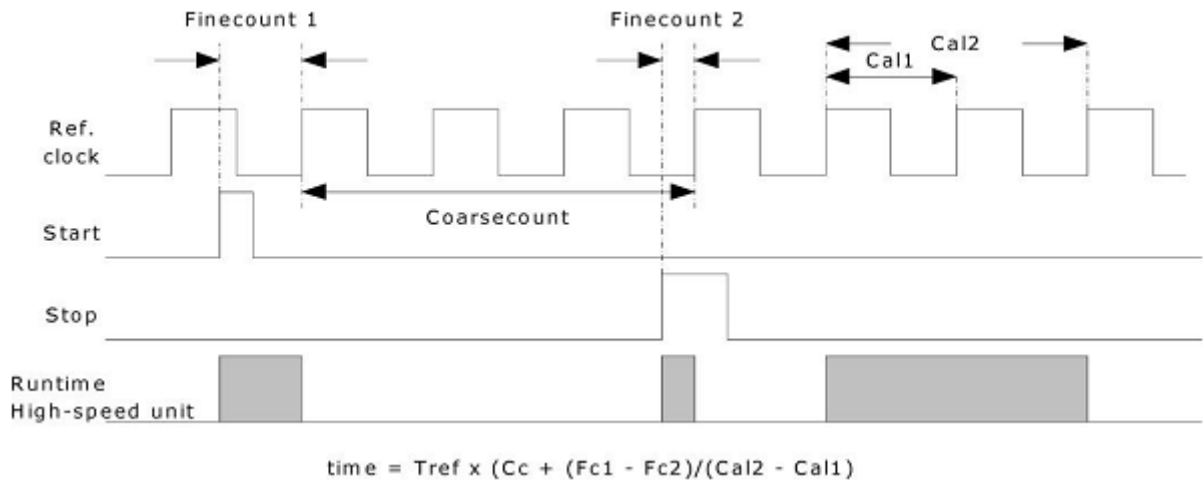 Finecount 1
Finecount 2
Cal2
Cal1
Ref.
clock
Coarsecount
Start
Stop
Runtime
High-speed unit
time = Tref x (Cc + (Fc1 - Fc2)/(Cal2 - Cal1)